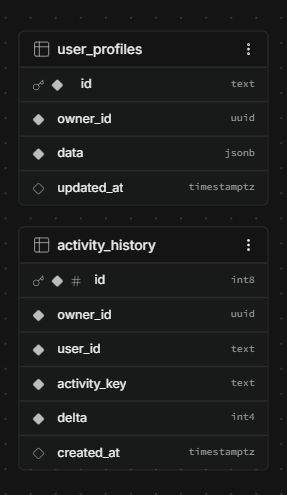 user_profiles
id text
owner_id uuid
data jsonb
updated_at timestamptz
activity_history
# id int8
owner_id uuid
user_id text
activity_key text
delta int4
created_at timestamptz